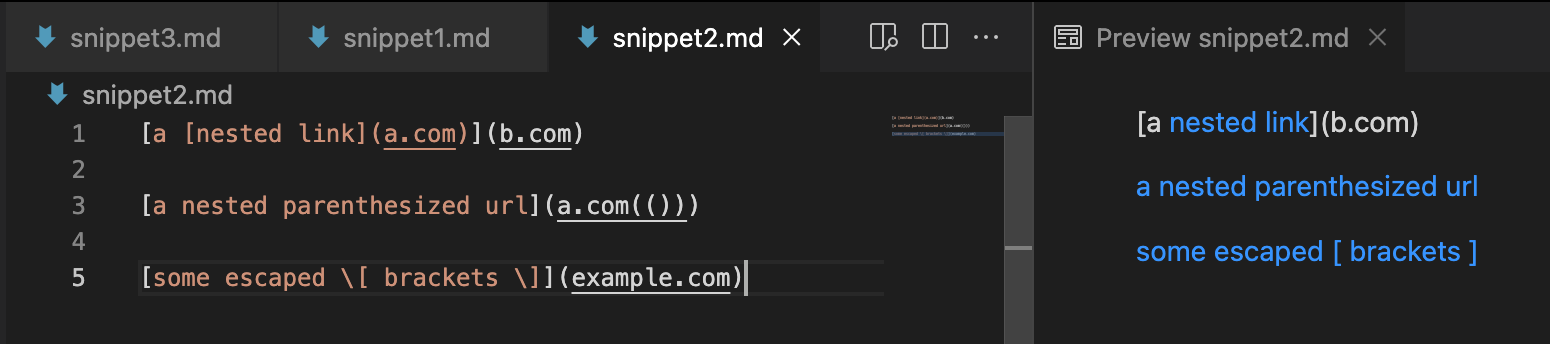 snippet3.md
snippet1.md
snippet2.md
Preview snippet2.md
snippet2.md
1 [a [nested link](a.com)](b.com)
2
3 [a nested parenthesized url](a.com(()))
4
5 [some escaped \[ brackets \]](example.com)
[a nested link](b.com)
a nested parenthesized url
some escaped [ brackets ]